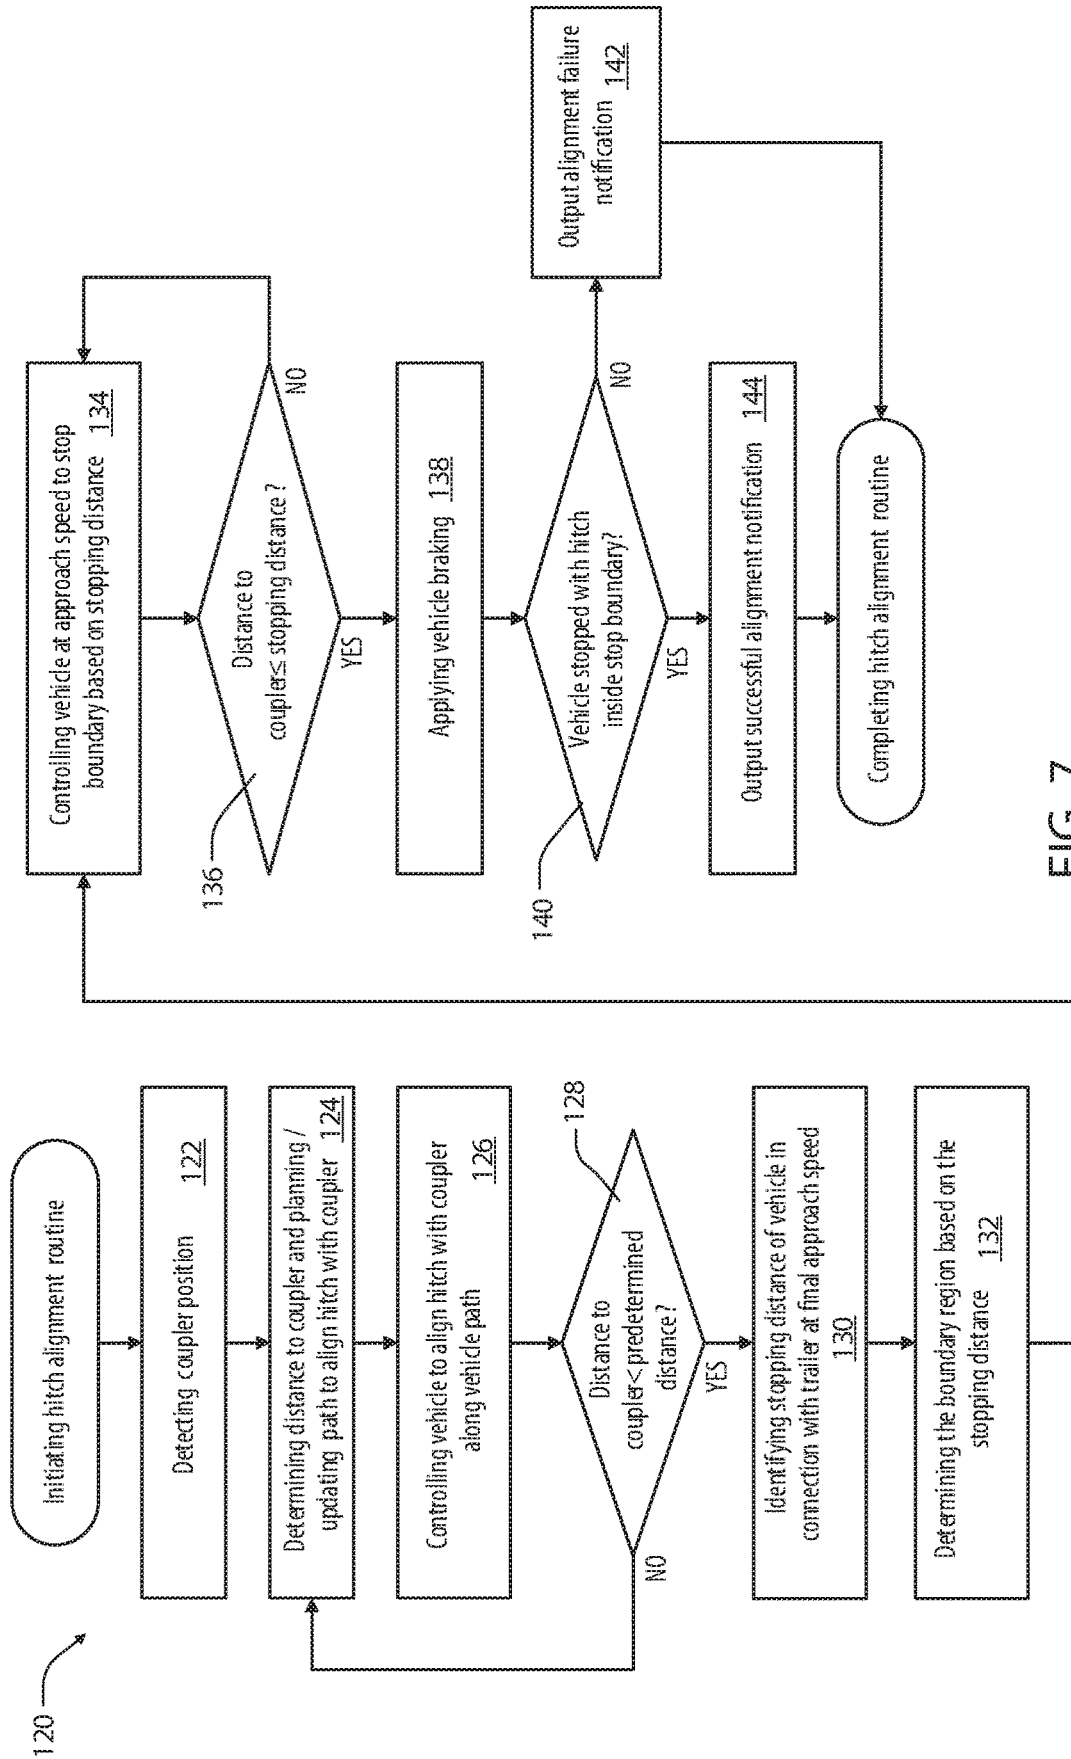 120
Initiating hitch alignment routine
Detecting coupler position
122
Determining distance to coupler and planning /
updating path to align hitch with coupler 124
Controlling vehicle to align hitch with coupler
along vehicle path
126
128
Distance to
coupler< predetermined
distance?
NO
YES
Identifying stopping distance of vehicle in
connection with trailer at final approach speed
130
Determining the boundary region based on the
stopping distance 132
Controlling vehicle at approach speed to stop
boundary based on stopping distance 134
136
Distance to
coupler≤ stopping distance?
NO
YES
Applying vehicle braking 138
140
Vehicle stopped with hitch
inside stop boundary?
NO
YES
Output alignment failure
notification 142
Output successful alignment notification 144
Completing hitch alignment routine
FIG. 7